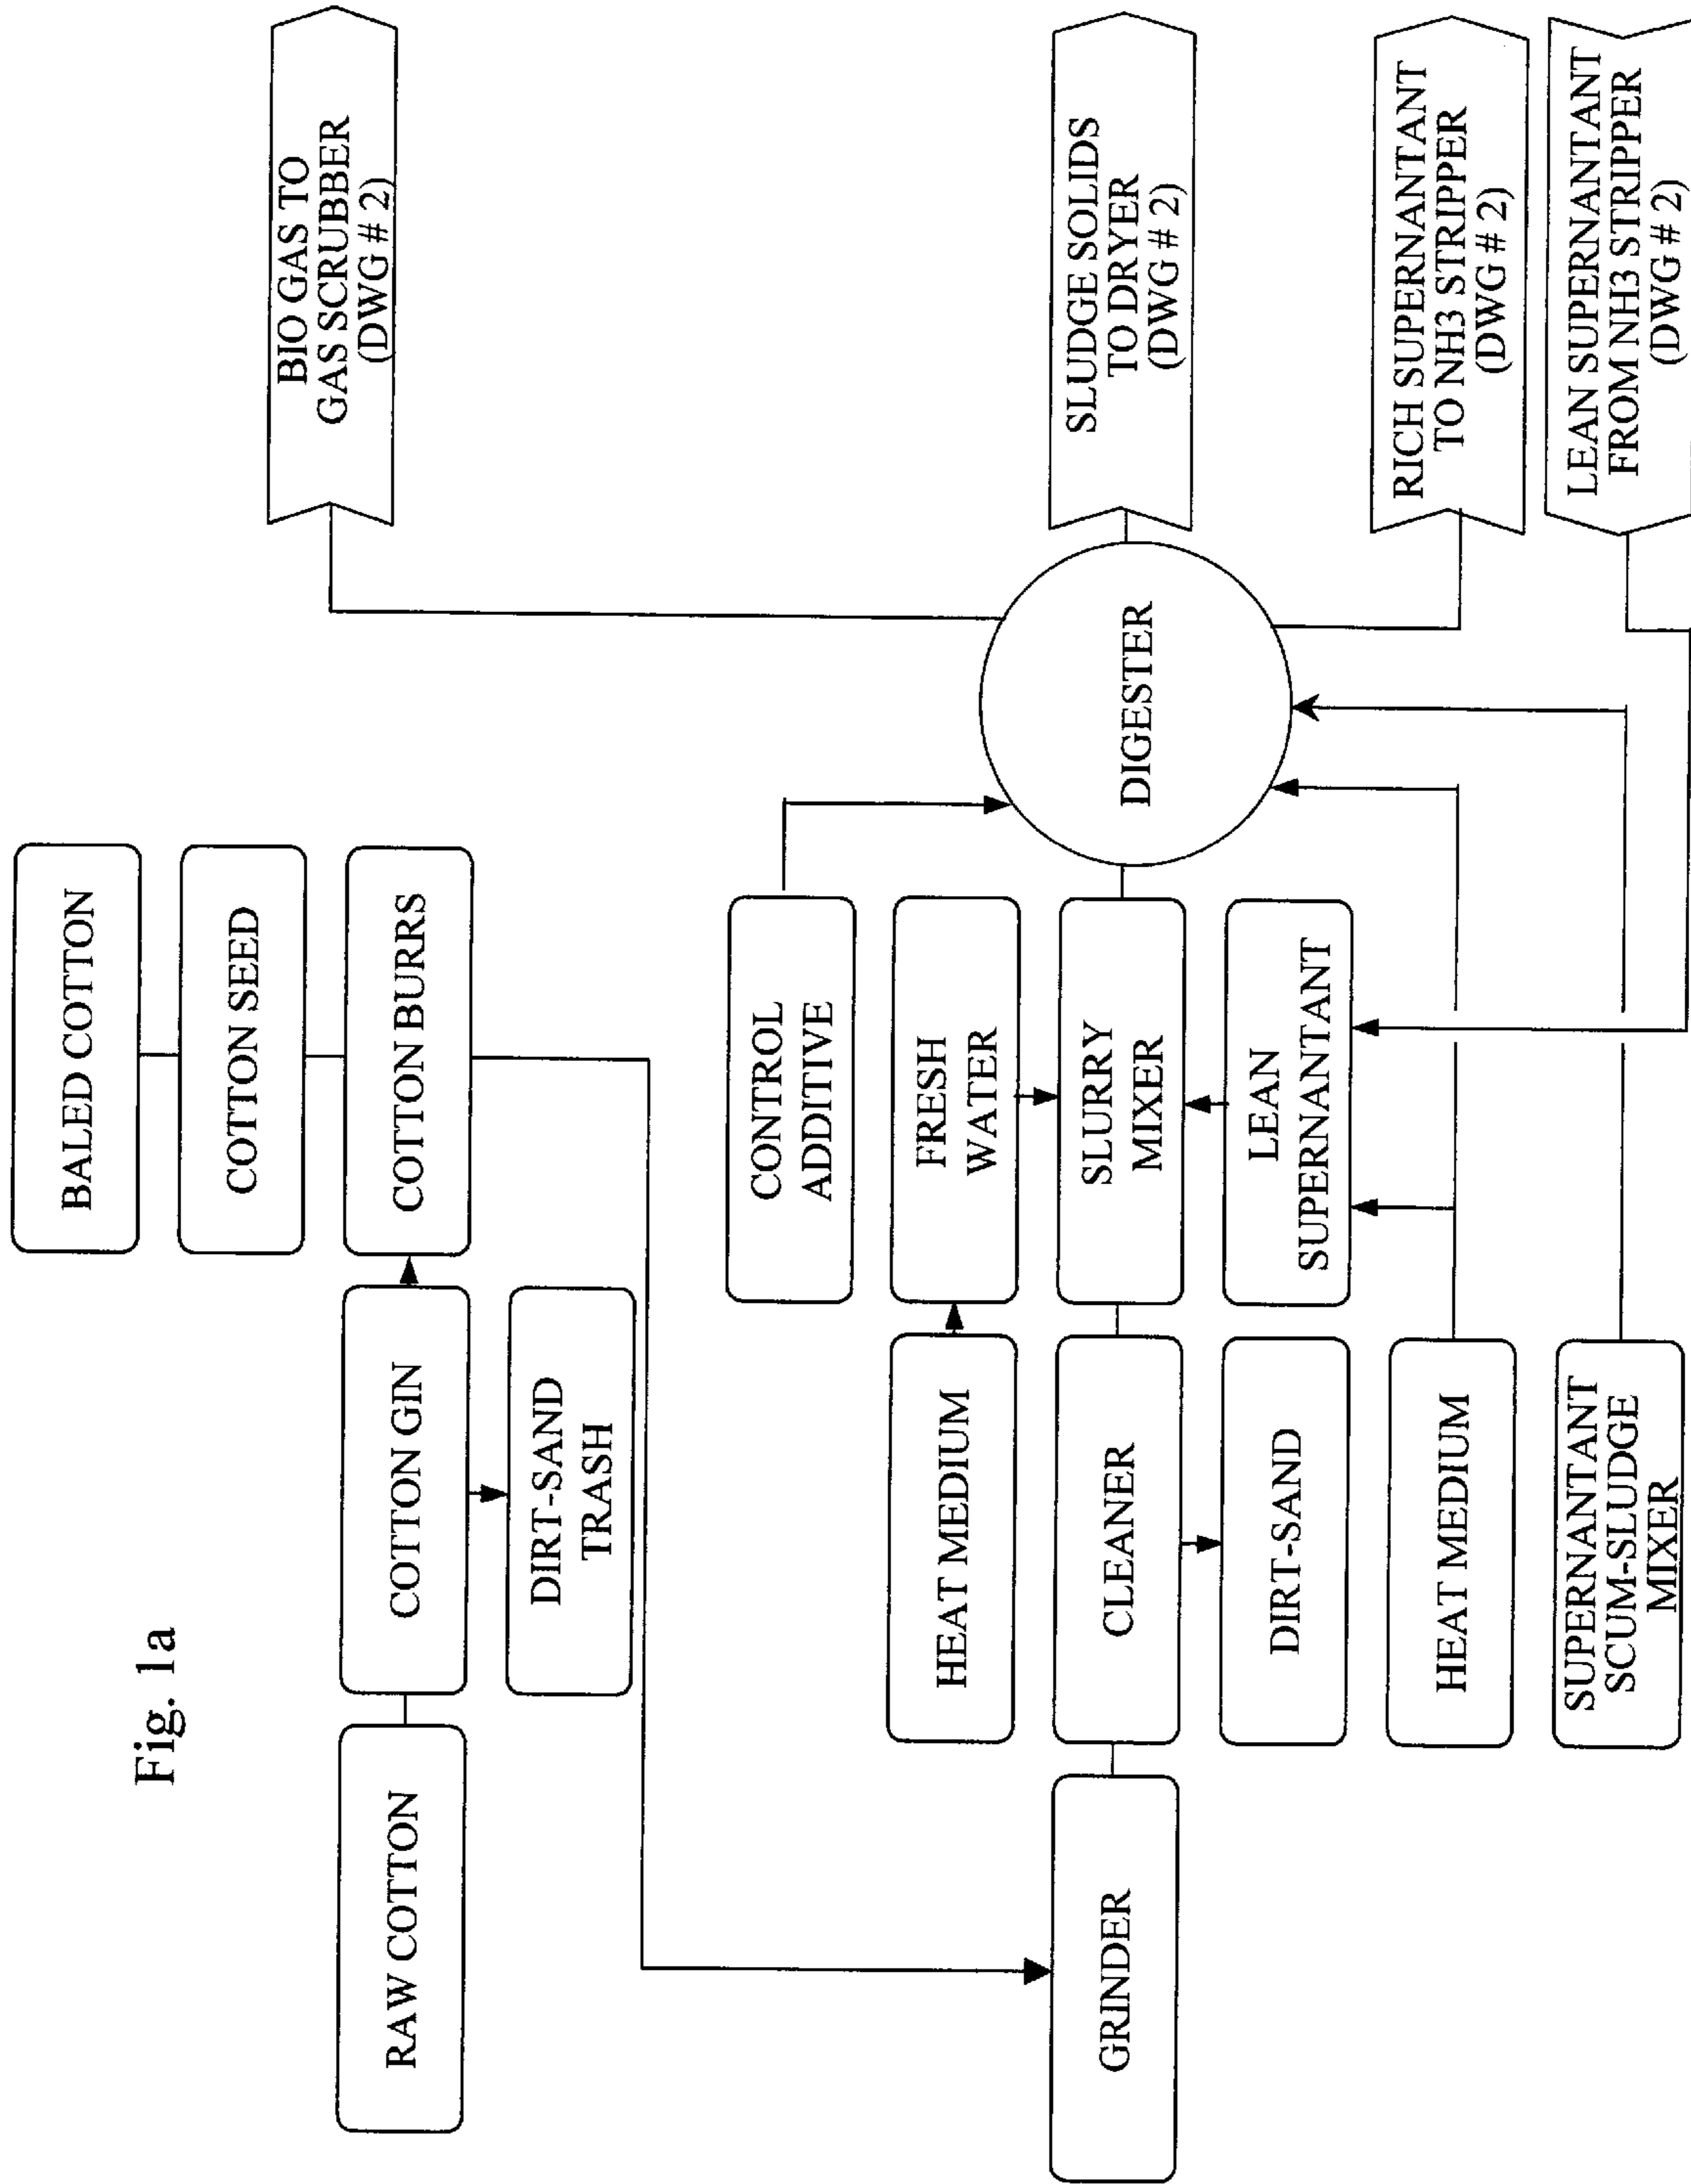 Fig. 1a
BALED COTTON
COTTON SEED
RAW COTTON
COTTON GIN
COTTON BURRS
DIRT-SAND
TRASH
BIO GAS TO
GAS SCRUBBER
(DWG # 2)
CONTROL
ADDITIVE
HEAT MEDIUM
FRESH
WATER
GRINDER
CLEANER
SLURRY
MIXER
DIGESTER
SLUDGE SOLIDS
TO DRYER
(DWG # 2)
DIRT-SAND
LEAN
SUPERNANTANT
HEAT MEDIUM
RICH SUPERNANTANT
TO NH3 STRIPPER
(DWG # 2)
SUPERNANTANT
SCUM-SLUDGE
MIXER
LEAN SUPERNANTANT
FROM NH3 STRIPPER
(DWG # 2)